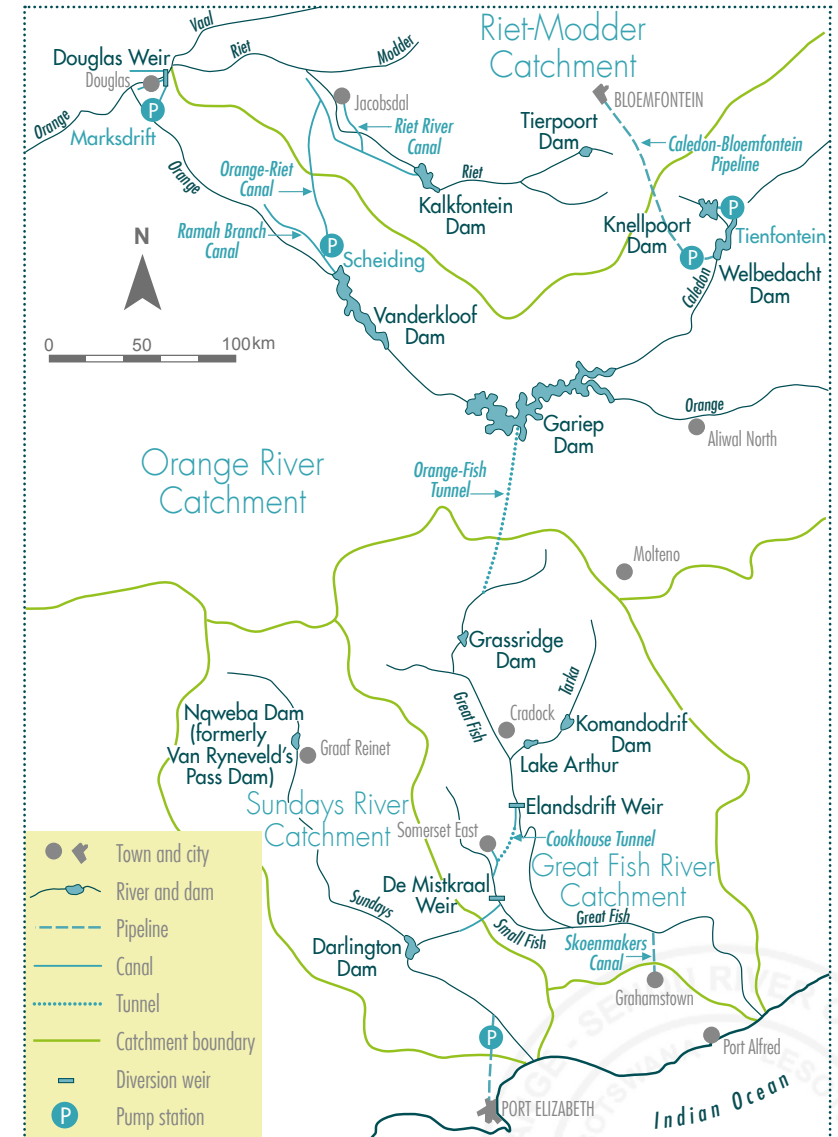 Vaal
Riet-Modder
Catchment
Riet
Modder
Douglas Weir
Douglas
BLOEMFONTEIN
Jacobsdal
Orange
Marksdrift
Riet River
Canal
Tierpoort
Dam
Caledon-Bloemfontein
Pipeline
Orange
Orange-Riet
Canal
Riet
Kalkfontein
Dam
Knellpoort
Dam
Tienfontein
Ramah Branch
Canal
N
Scheiding
Welbedacht
Dam
Caledon
Vanderkloof
Dam
0 50 100km
Orange
Gariep
Dam
Aliwal North
Orange River
Catchment
Orange-Fish
Tunnel
Molteno
Grassridge
Dam
Tarka
Great Fish
Nqweba Dam
(formerly
Van Ryneveld's
Pass Dam)
Graaf Reinet
Cradock
Komandodrif
Dam
Lake Arthur
Sundays River
Catchment
Elandsdrift Weir
Somerset East
Cookhouse Tunnel
Great Fish River
Catchment
De Mistkraal
Weir
Sundays
Great Fish
Small Fish
Darlington
Dam
Skoenmakers
Canal
Grahamstown
Port Alfred
PORT ELIZABETH
Indian Ocean
Town and city
River and dam
Pipeline
Canal
Tunnel
Catchment boundary
Diversion weir
P Pump station
P
P
P
P
P